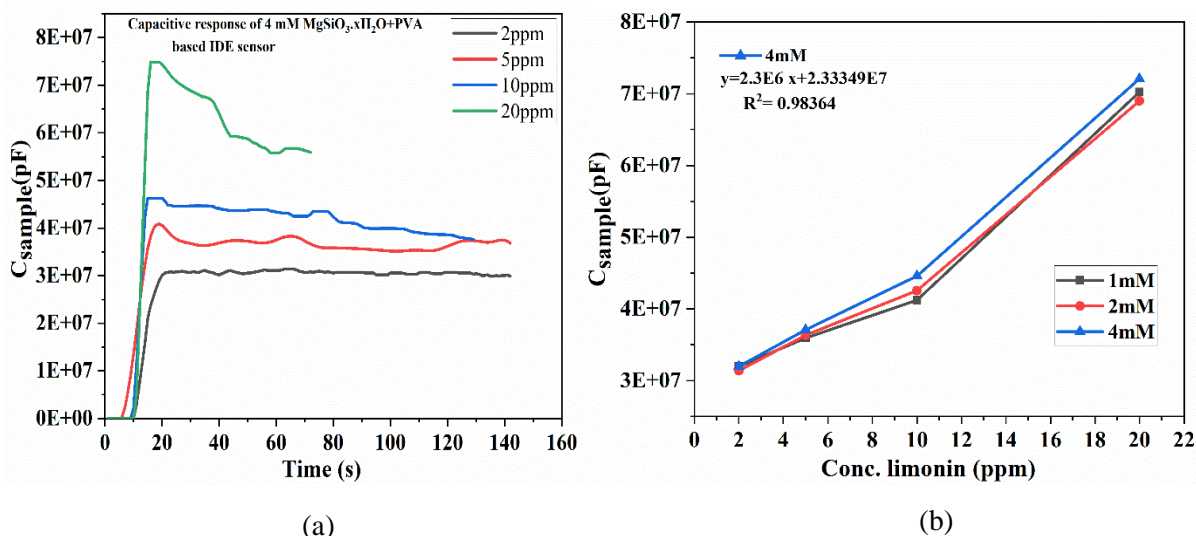 Capacitive response of 4 mM MgSiO₃.xH₂O+PVA
based IDE sensor
2ppm
5ppm
10ppm
20ppm
8E+07
7E+07
6E+07
5E+07
4E+07
3E+07
2E+07
1E+07
0E+00
Csample(pF)
0 20 40 60 80 100 120 140 160
Time (s)
(a)
4mM
y=2.3E6 x+2.33349E7
R²= 0.98364
8E+07
7E+07
6E+07
5E+07
4E+07
3E+07
Csample(pF)
1mM
2mM
4mM
0 2 4 6 8 10 12 14 16 18 20 22
Conc. limonin (ppm)
(b)